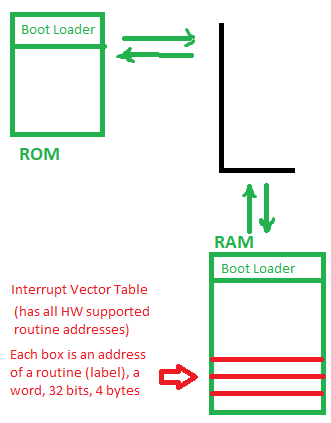 Boot Loader
ROM
RAM
Boot Loader
Interrupt Vector Table
(has all HW supported
routine addresses)
Each box is an address
of a routine (label), a
word, 32 bits, 4 bytes